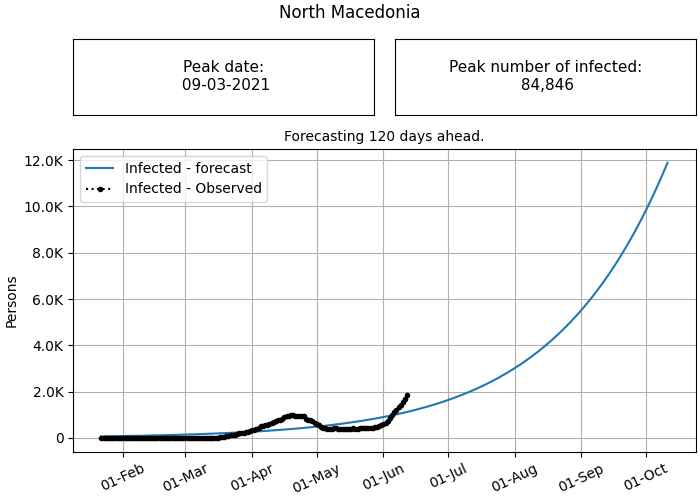 North Macedonia
Peak date:
09-03-2021
Peak number of infected:
84,846
Forecasting 120 days ahead.
Infected - forecast
Infected - Observed
12.0K
10.0K
8.0K
6.0K
4.0K
2.0K
0
Persons
01-Feb
01-Mar
01-Apr
01-May
01-Jun
01-Jul
01-Aug
01-Sep
01-Oct